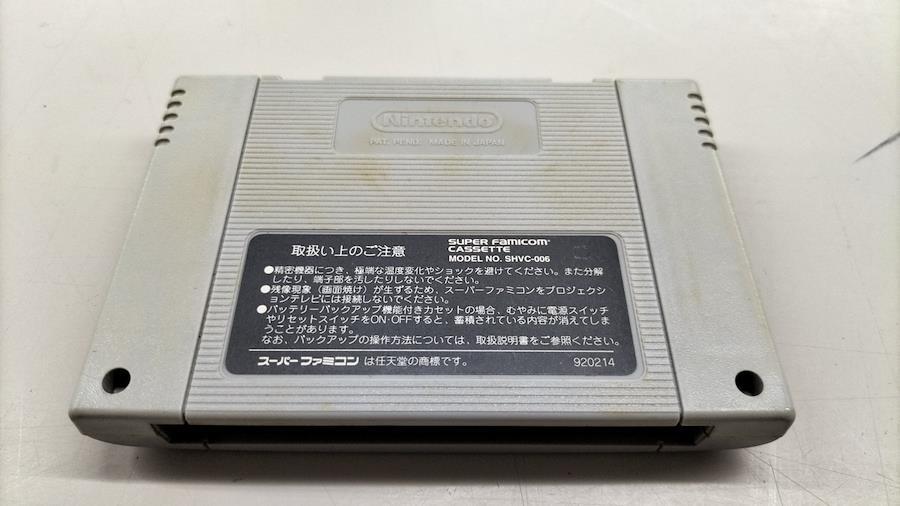 Nintendo
PAT. PEND. MADE IN JAPAN
取扱い上のご注意
SUPER FAMICOM
CASSETTE
MODEL NO. SHVC-006
●精密機器につき、極端な温度変化やショックを避けてください。また分解
したり、端子部を汚したりしないでください。
●残像現象(画面焼け)が生ずるため、スーパーファミコンをプロジェクシ
ョンテレビには接続しないでください。
●バッテリーバックアップ機能付きカセットの場合、むやみに電源スイッチ
やリセットスイッチをON・OFFすると、蓄積されている内容が消えてしま
うことがあります。
なお、バックアップの操作方法については、取扱説明書をご参照ください。
スーパーファミコンは任天堂の商標です。
920214